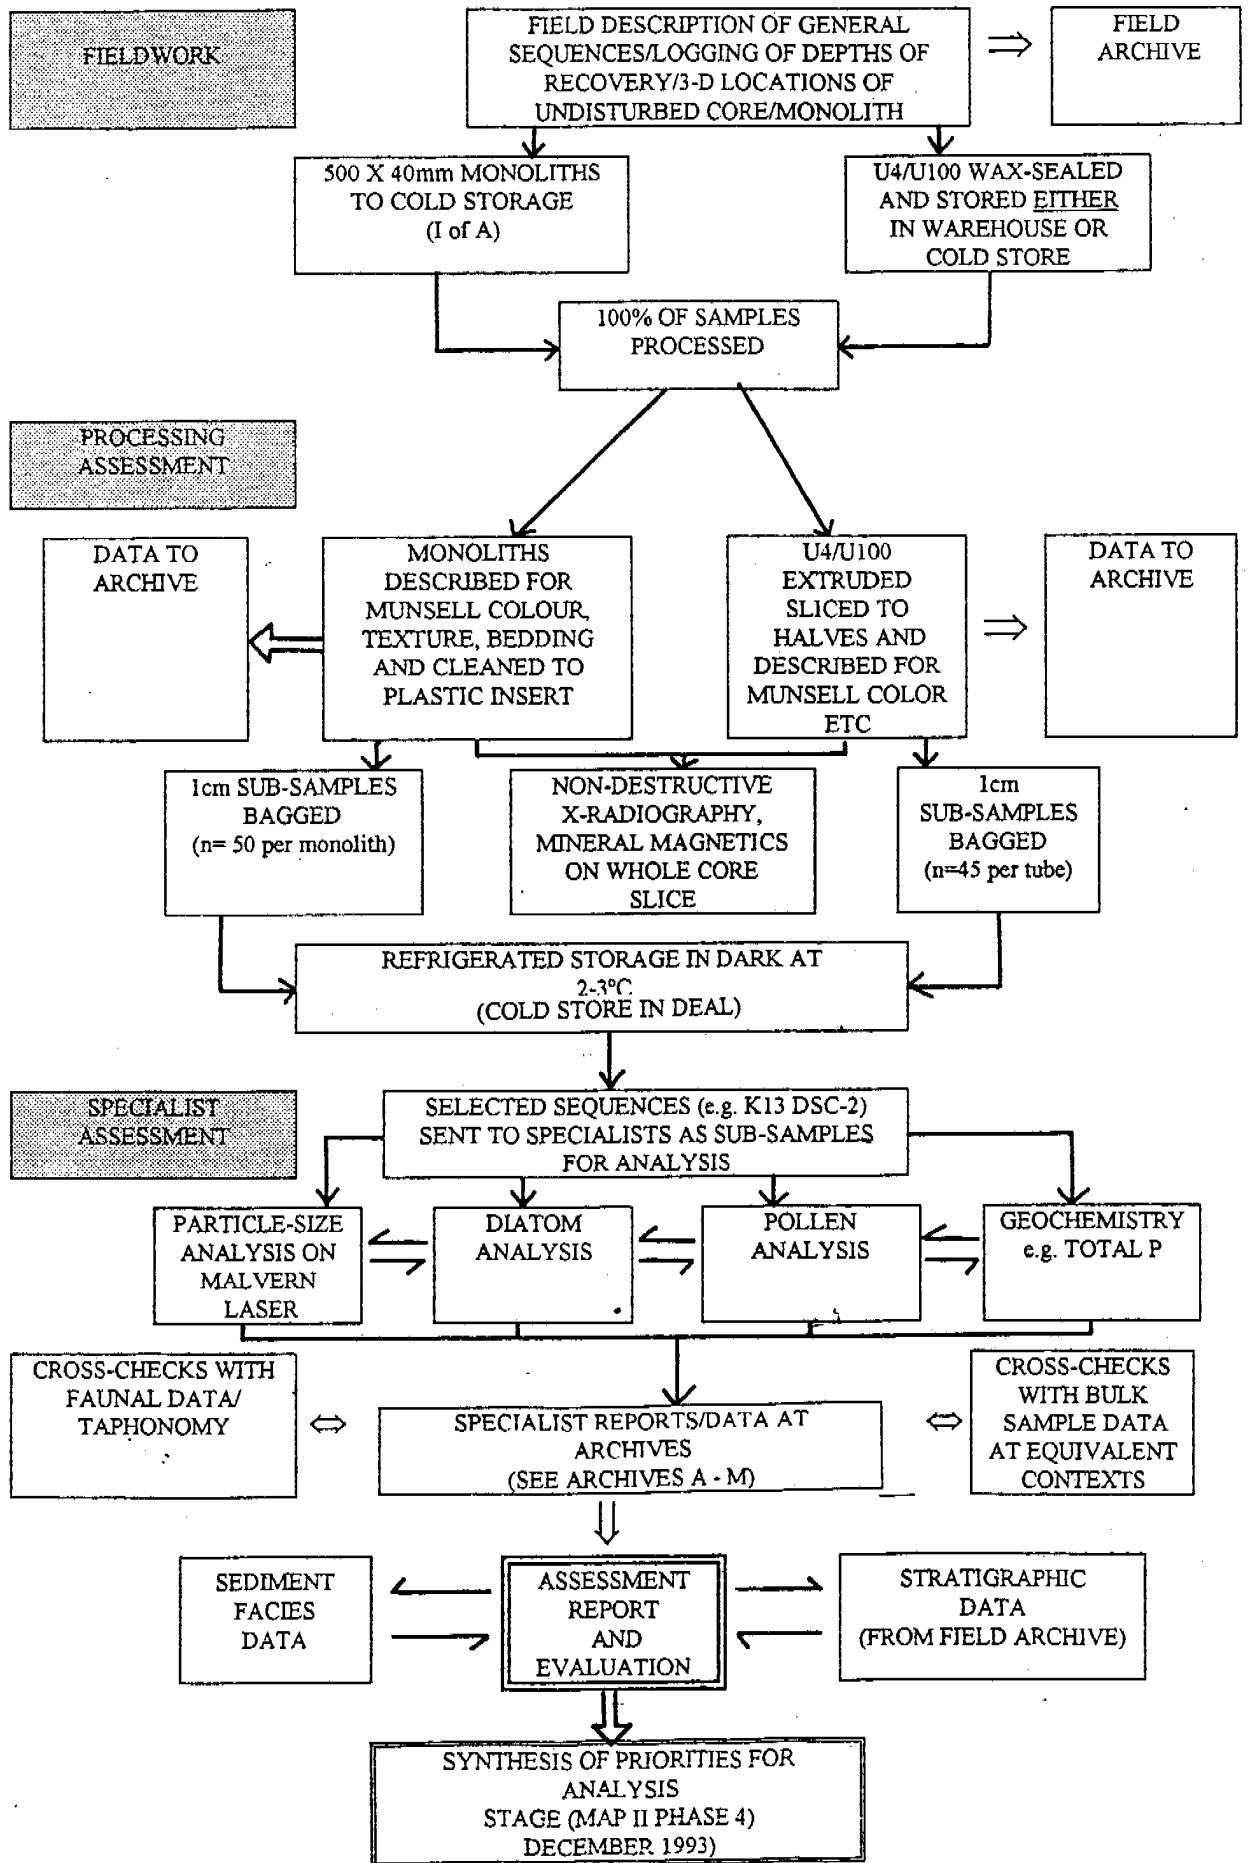 FIELDWORK
FIELD DESCRIPTION OF GENERAL
SEQUENCES/LOGGING OF DEPTHS OF
RECOVERY/3-D LOCATIONS OF
UNDISTURBED CORE/MONOLITH
FIELD
ARCHIVE
500 X 40mm MONOLITHS
TO COLD STORAGE
(I of A)
U4/U100 WAX-SEALED
AND STORED EITHER
IN WAREHOUSE OR
COLD STORE
100% OF SAMPLES
PROCESSED
PROCESSING
ASSESSMENT
DATA TO
ARCHIVE
MONOLITHS
DESCRIBED FOR
MUNSELL COLOUR,
TEXTURE, BEDDING
AND CLEANED TO
PLASTIC INSERT
U4/U100
EXTRUDED
SLICED TO
HALVES AND
DESCRIBED FOR
MUNSELL COLOR
ETC
DATA TO
ARCHIVE
1cm SUB-SAMPLES
BAGGED
(n= 50 per monolith)
NON-DESTRUCTIVE
X-RADIOGRAPHY,
MINERAL MAGNETICS
ON WHOLE CORE
SLICE
1cm
SUB-SAMPLES
BAGGED
(n=45 per tube)
REFRIGERATED STORAGE IN DARK AT
2-3°C
(COLD STORE IN DEAL)
SPECIALIST
ASSESSMENT
SELECTED SEQUENCES (e.g. K13 DSC-2)
SENT TO SPECIALISTS AS SUB-SAMPLES
FOR ANALYSIS
PARTICLE-SIZE
ANALYSIS ON
MALVERN
LASER
DIATOM
ANALYSIS
POLLEN
ANALYSIS
GEOCHEMISTRY
e.g. TOTAL P
CROSS-CHECKS WITH
FAUNAL DATA/
TAPHONOMY
SPECIALIST REPORTS/DATA AT
ARCHIVES
(SEE ARCHIVES A - M)
CROSS-CHECKS
WITH BULK
SAMPLE DATA
AT EQUIVALENT
CONTEXTS
SEDIMENT
FACIES
DATA
ASSESSMENT
REPORT
AND
EVALUATION
STRATIGRAPHIC
DATA
(FROM FIELD ARCHIVE)
SYNTHESIS OF PRIORITIES FOR
ANALYSIS
STAGE (MAP II PHASE 4)
DECEMBER 1993)